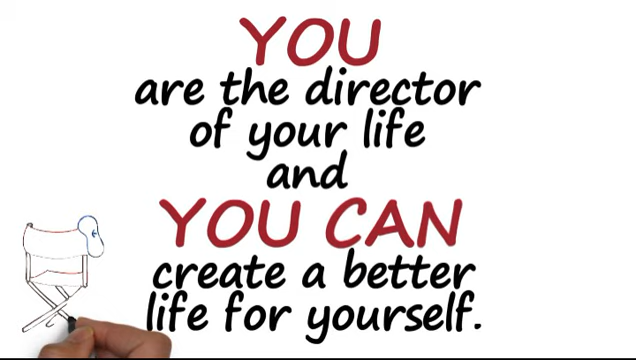 YOU
are the director
of your life
and
YOU CAN
create a better
life for yourself.